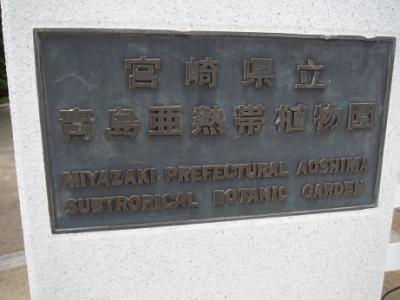 宮崎県立
青島亜熱帯植物園
MIYAZAKI PREFECTURAL AOSHIMA
SUBTROPICAL BOTANIC GARDEN